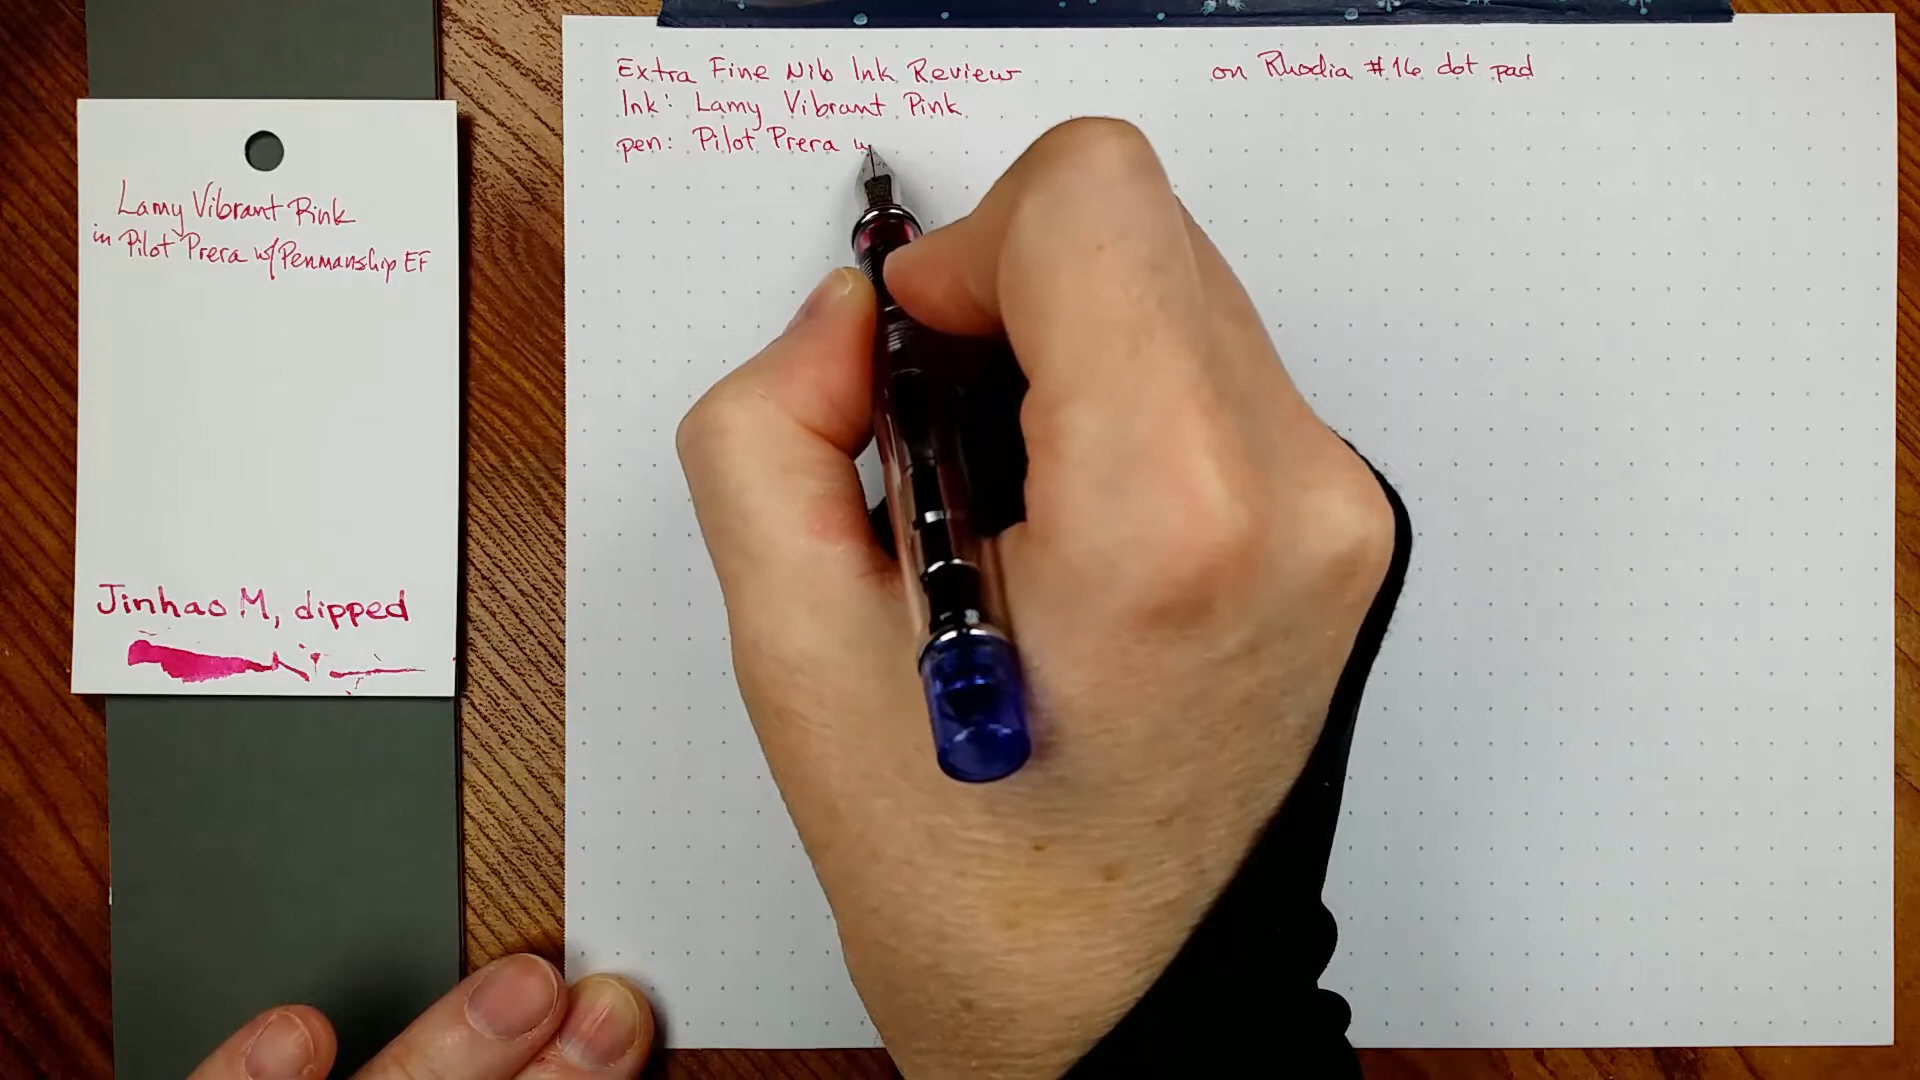 Lamy Vibrant Pink
in Pilot Prera w/ Penmanship EF
Jinhao M, dipped
Extra Fine Nib Ink Review
on Rhodia #16 dot pad
Ink: Lamy Vibrant Pink
pen: Pilot Prera w